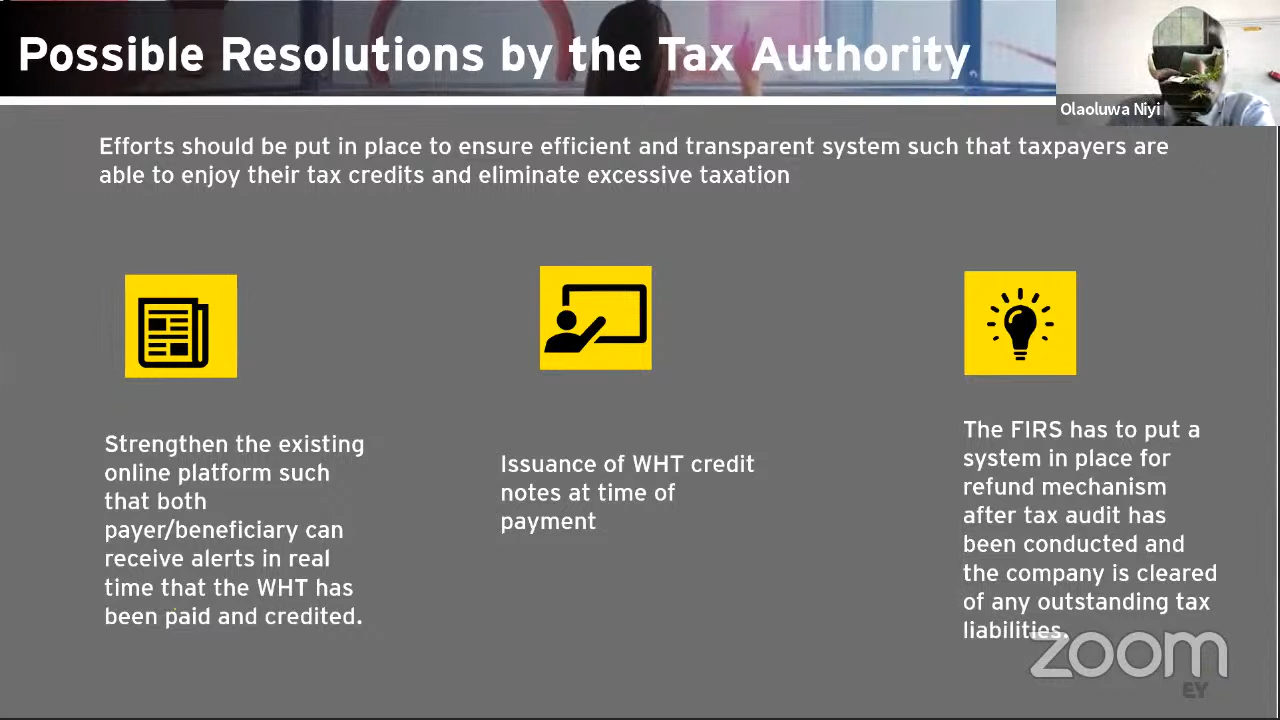 Possible Resolutions by the Tax Authority
Olaoluwa Niyi
Efforts should be put in place to ensure efficient and transparent system such that taxpayers are
able to enjoy their tax credits and eliminate excessive taxation
Strengthen the existing
online platform such
that both
payer/beneficiary can
receive alerts in real
time that the WHT has
been paid and credited.
Issuance of WHT credit
notes at time of
payment
The FIRS has to put a
system in place for
refund mechanism
after tax audit has
been conducted and
the company is cleared
of any outstanding tax
liabilities.
zoom
EY